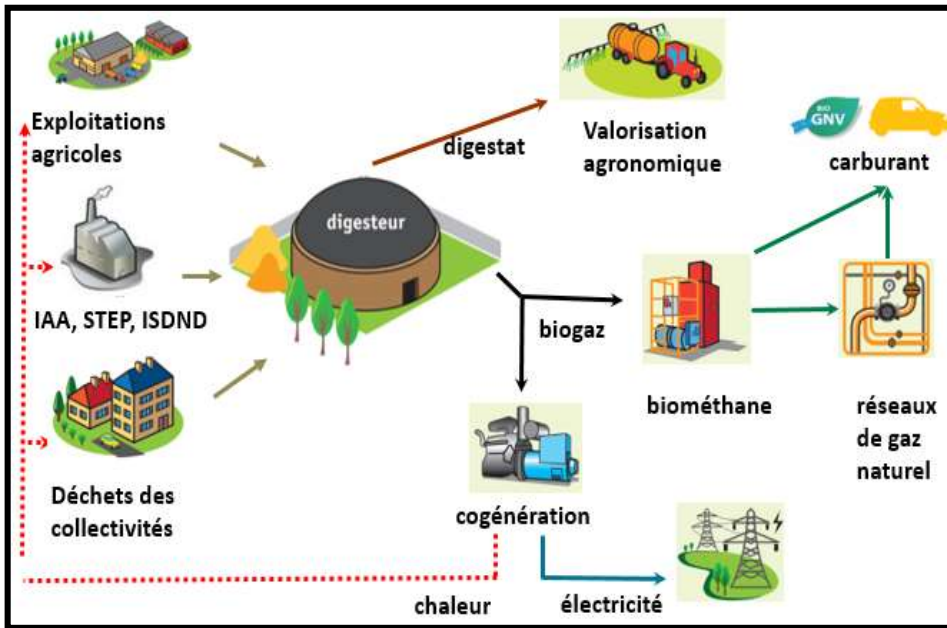 Exploitations
agricoles
IAA, STEP, ISDND
Déchets des
collectivités
digesteur
digestat
Valorisation
agronomique
BIO
GNV
carburant
biogaz
biométhane
réseaux
de gaz
naturel
cogénération
chaleur
électricité